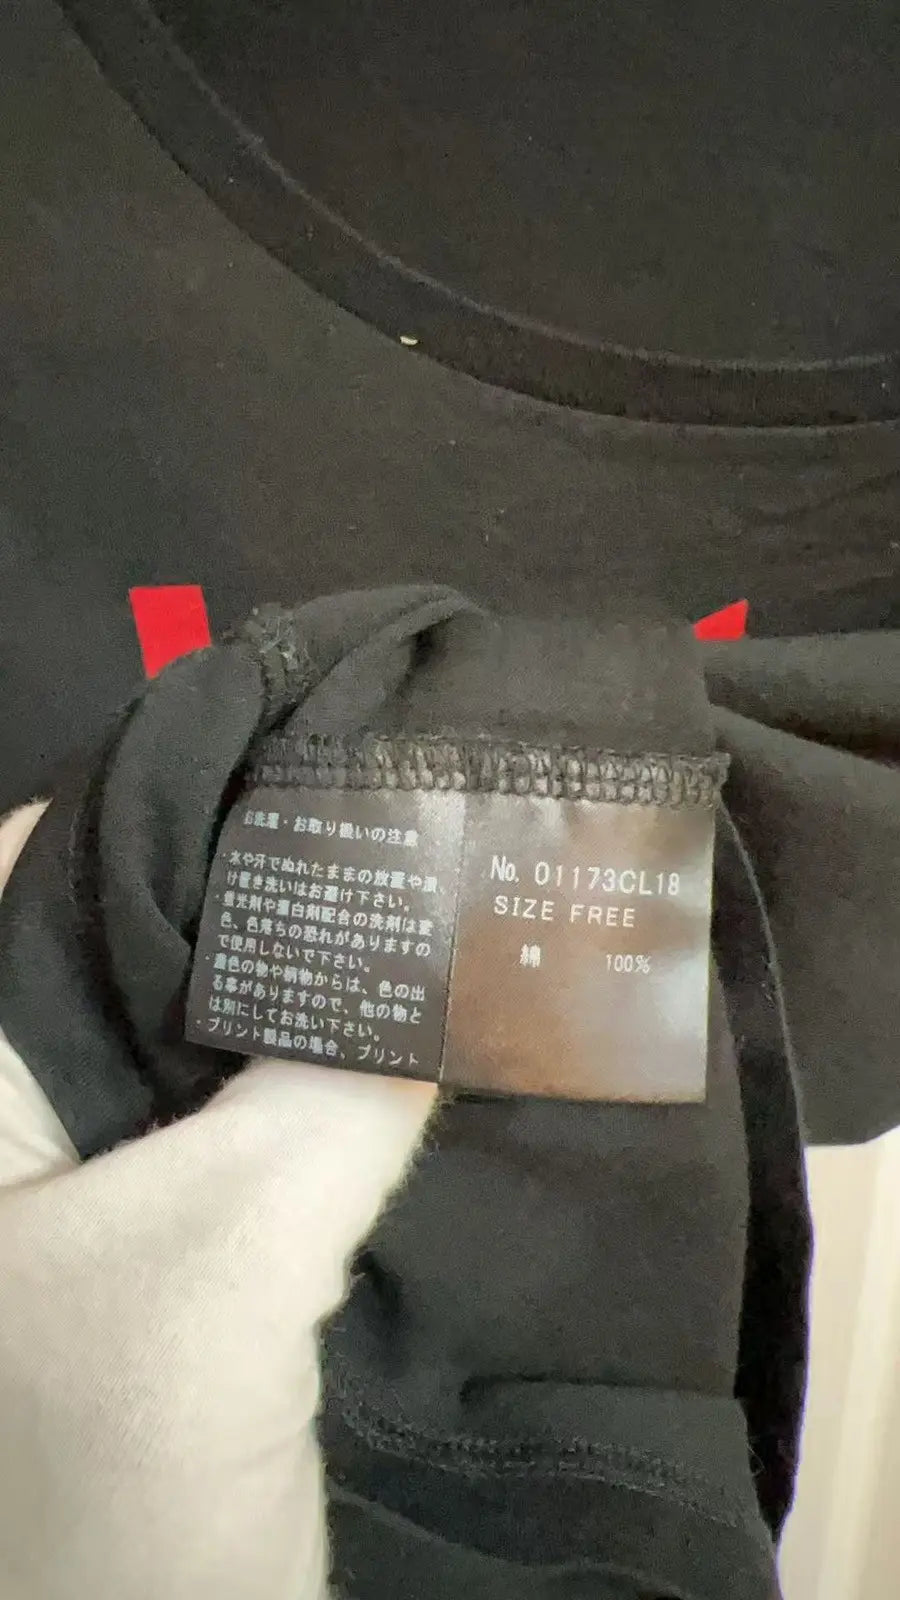 お洗濯・お取り扱いの注意
・水や汗でぬれたままの放置や漬
け置き洗いはお避け下さい。
・蛍光剤や漂白剤配合の洗剤は変
色、色落ちの恐れがありますの
で使用しないで下さい。
・濃色の物や柄物からは、色の出
る事がありますので、他の物と
は別にしてお洗い下さい。
・プリント製品の場合、プリント
No. 01173CL18
SIZE FREE
綿 100%